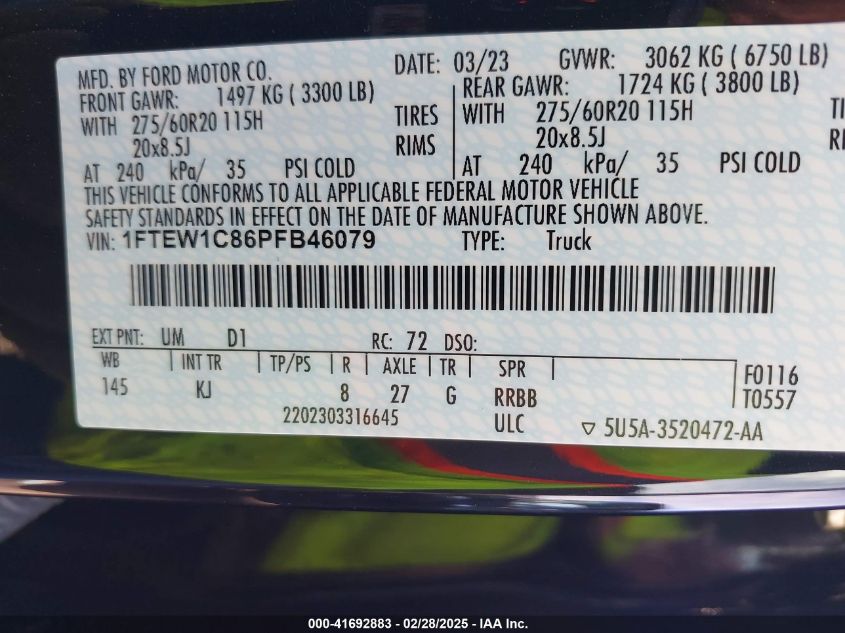 MFD. BY FORD MOTOR CO. DATE: 03/23 GVWR: 3062 KG ( 6750 LB)
FRONT GAWR: 1497 KG ( 3300 LB) REAR GAWR: 1724 KG ( 3800 LB)
WITH 275/60R20 115H TIRES WITH 275/60R20 115H TI
20x8.5J RIMS 20x8.5J RI
AT 240 kPa/ 35 PSI COLD AT 240 kPa/ 35 PSI COLD
THIS VEHICLE CONFORMS TO ALL APPLICABLE FEDERAL MOTOR VEHICLE
SAFETY STANDARDS IN EFFECT ON THE DATE OF MANUFACTURE SHOWN ABOVE.
VIN: 1FTEW1C86PFB46079 TYPE: Truck
EXT PNT: UM D1 RC: 72 DSO:
WB INT TR TP/PS R AXLE TR SPR F0116
145 KJ 8 27 G RRBB T0557
2202303316645 ULC ▽ 5U5A-3520472-AA
000-41692883 - 02/28/2025 - IAA Inc.